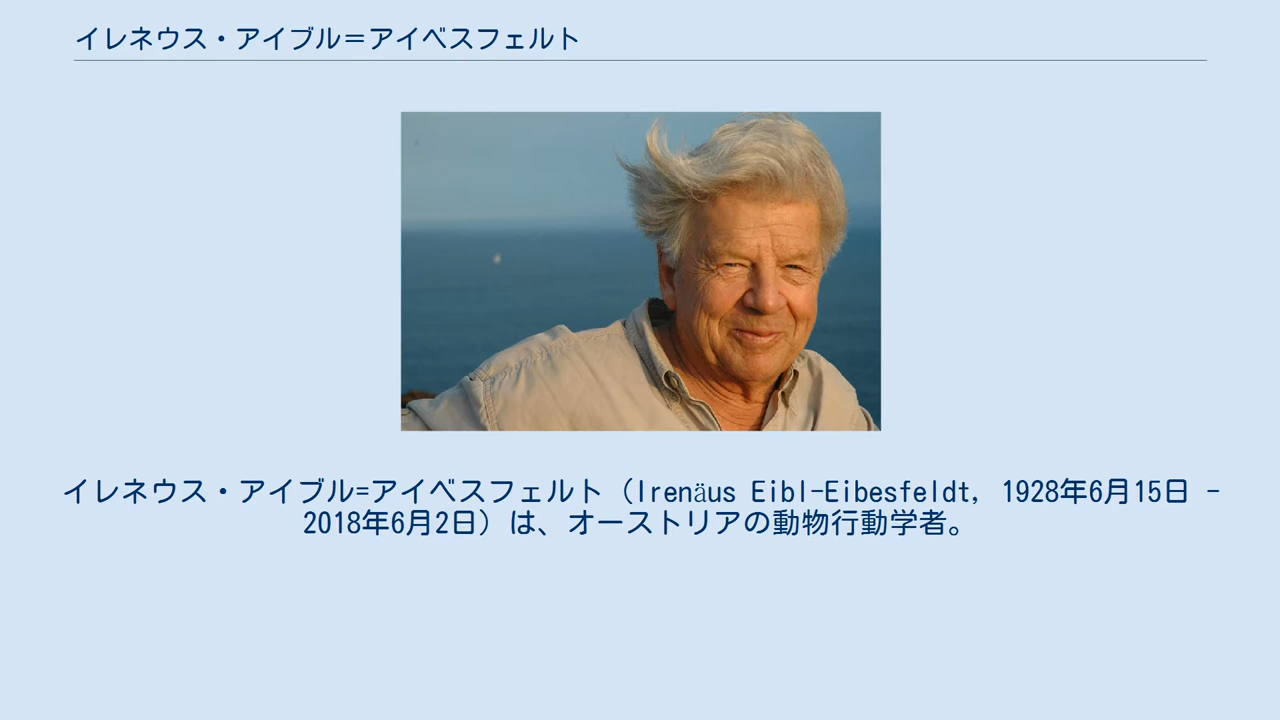 イレネウス・アイブル＝アイベスフェルト
イレネウス・アイブル=アイベスフェルト（Irenäus Eibl-Eibesfeldt, 1928年6月15日 -
2018年6月2日）は、オーストリアの動物行動学者。